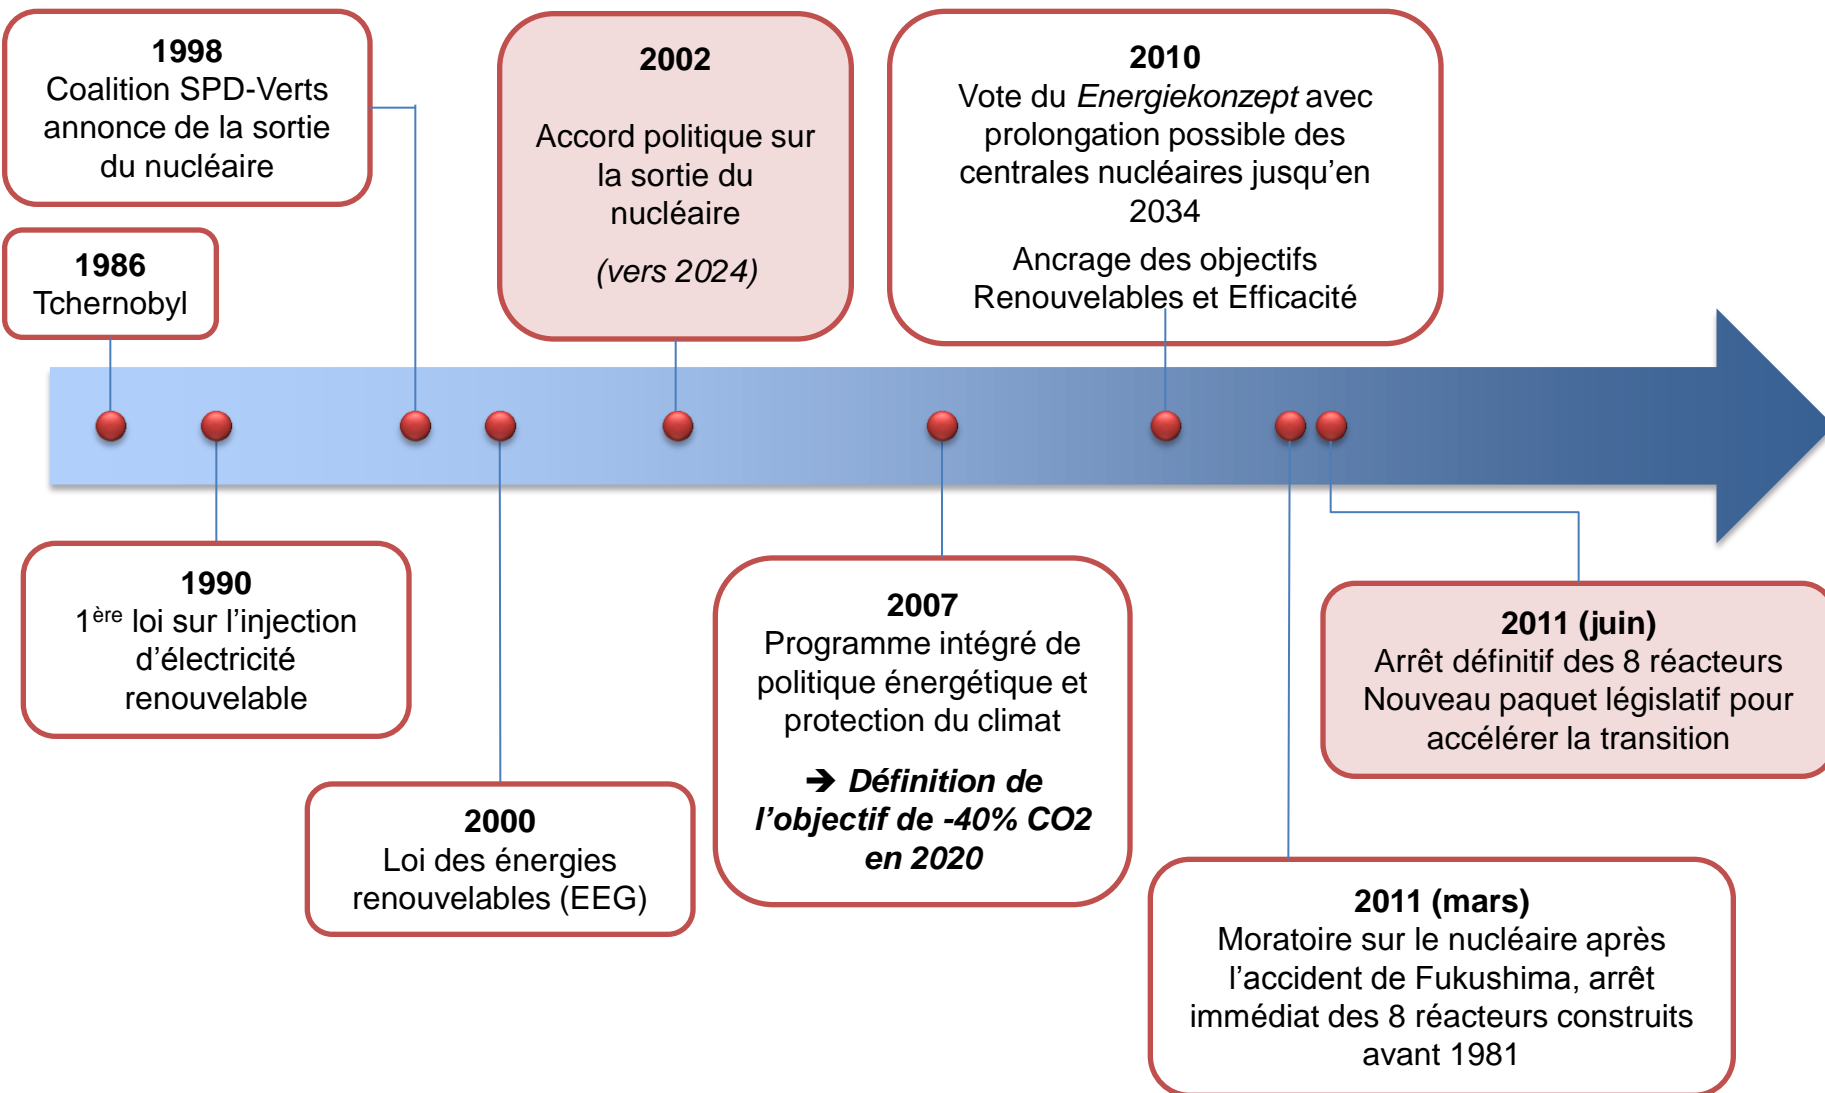 1998
Coalition SPD-Verts
annonce de la sortie
du nucléaire
2002
Accord politique sur
la sortie du
nucléaire
(vers 2024)
2010
Vote du Energiekonzept avec
prolongation possible des
centrales nucléaires jusqu’en
2034
Ancrage des objectifs
Renouvelables et Efficacité
1986
Tchernobyl
1990
1ère loi sur l’injection
d’électricité
renouvelable
2000
Loi des énergies
renouvelables (EEG)
2007
Programme intégré de
politique énergétique et
protection du climat
➔ Définition de
l’objectif de -40% CO2
en 2020
2011 (juin)
Arrêt définitif des 8 réacteurs
Nouveau paquet législatif pour
accélérer la transition
2011 (mars)
Moratoire sur le nucléaire après
l’accident de Fukushima, arrêt
immédiat des 8 réacteurs construits
avant 1981